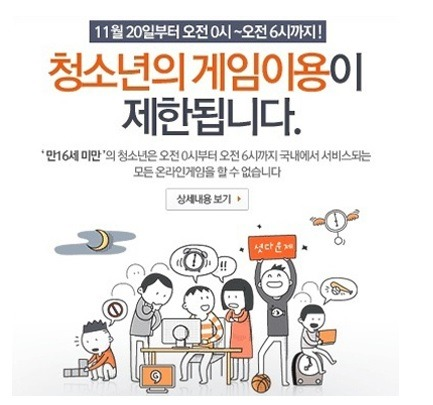 11월 20일부터 오전 0시 ~오전 6시까지!
청소년의 게임이용이
제한됩니다.
'만16세 미만'의 청소년은 오전 0시부터 오전 6시까지 국내에서 서비스되는
모든 온라인게임을 할 수 없습니다
상세내용 보기
셧다운제
!!